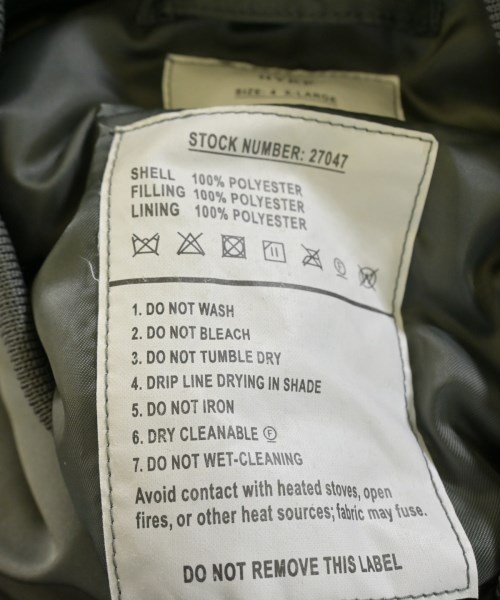 SIZE: 4 X-LARGE
STOCK NUMBER: 27047
SHELL 100% POLYESTER
FILLING 100% POLYESTER
LINING 100% POLYESTER
F
1. DO NOT WASH
2. DO NOT BLEACH
3. DO NOT TUMBLE DRY
4. DRIP LINE DRYING IN SHADE
5. DO NOT IRON
6. DRY CLEANABLE Ⓕ
7. DO NOT WET-CLEANING
Avoid contact with heated stoves, open
fires, or other heat sources; fabric may fuse.
DO NOT REMOVE THIS LABEL